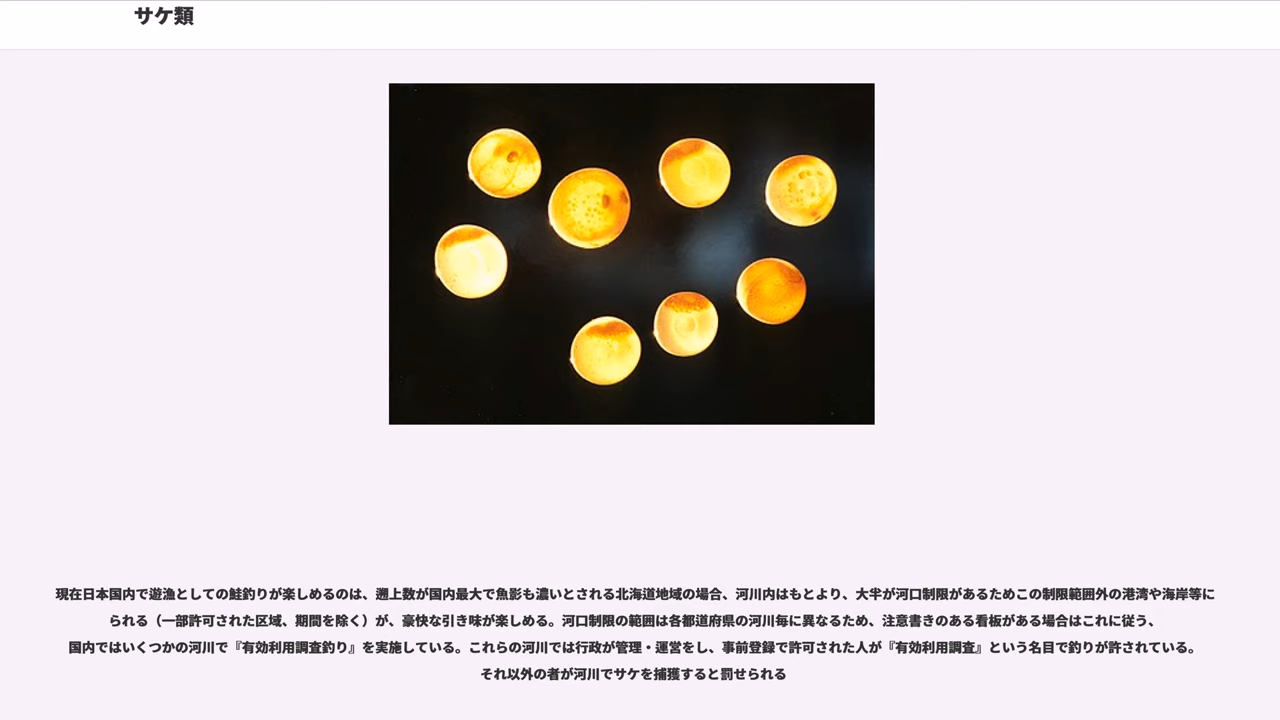 サケ類
現在日本国内で遊漁としての鮭釣りが楽しめるのは、遡上数が国内最大で魚影も濃いとされる北海道地域の場合、河川内はもとより、大半が河口制限があるためこの制限範囲外の港湾や海岸等に
られる（一部許可された区域、期間を除く）が、豪快な引き味が楽しめる。河口制限の範囲は各都道府県の河川毎に異なるため、注意書きのある看板がある場合はこれに従う、
国内ではいくつかの河川で『有効利用調査釣り』を実施している。これらの河川では行政が管理・運営をし、事前登録で許可された人が『有効利用調査』という名目で釣りが許されている。
それ以外の者が河川でサケを捕獲すると罰せられる